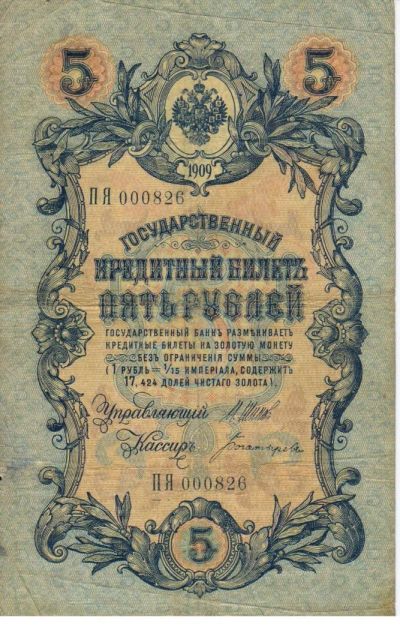 5 5
1909
ПЯ 000826
ГОСУДАРСТВЕННЫЙ
КРЕДИТНЫЙ БИЛЕТЪ
ПЯТЬ РУБЛЕЙ
ГОСУДАРСТВЕННЫЙ БАНКЪ РАЗМѢНИВАЕТЪ
КРЕДИТНЫЕ БИЛЕТЫ НА ЗОЛОТУЮ МОНЕТУ
БЕЗЪ ОГРАНИЧЕНІЯ СУММЫ
(1 РУБЛЬ = 1/15 ИМПЕРІАЛА, СОДЕРЖИТЪ
17,424 ДОЛЕЙ ЧИСТАГО ЗОЛОТА).
Управляющій
Кассиръ
ПЯ 000826
5